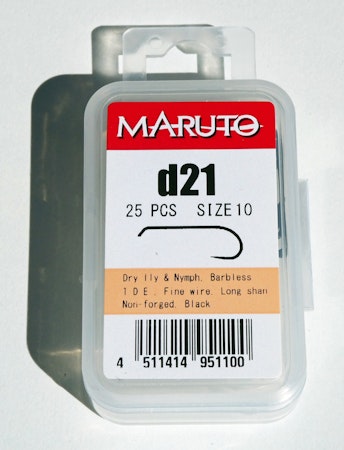 MARUTO
d21
25 PCS SIZE 10
Dry lly & Nymph. Barbless
1 D E . Fine wire. Long shan
Non-forged. Black
4 511414 951100